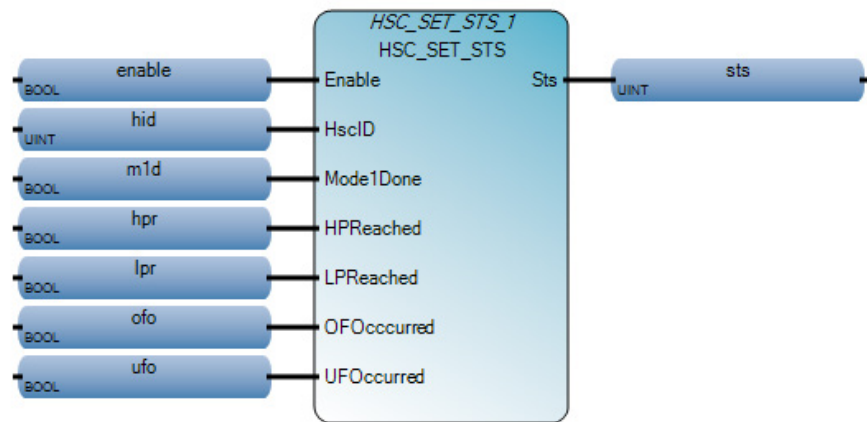 HSC_SET_STS_1
HSC_SET_STS
enable
BOOL
Enable
Sts
sts
UINT
hid
UINT
HscID
m1d
BOOL
Mode1Done
hpr
BOOL
HPReached
lpr
BOOL
LPReached
ofo
BOOL
OFOcccurred
ufo
BOOL
UFOccurred